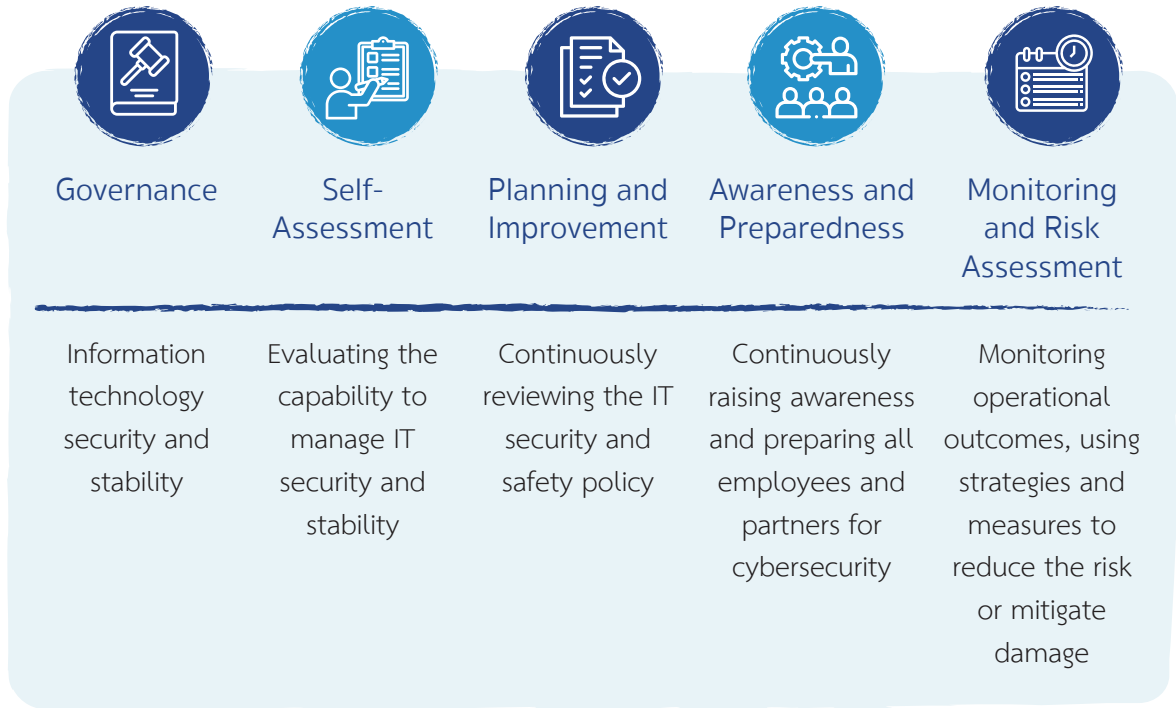 Governance
Self-
Assessment
Planning and
Improvement
Awareness and
Preparedness
Monitoring
and Risk
Assessment
Information
technology
security and
stability
Evaluating the
capability to
manage IT
security and
stability
Continuously
reviewing the IT
security and
safety policy
Continuously
raising awareness
and preparing all
employees and
partners for
cybersecurity
Monitoring
operational
outcomes, using
strategies and
measures to
reduce the risk
or mitigate
damage